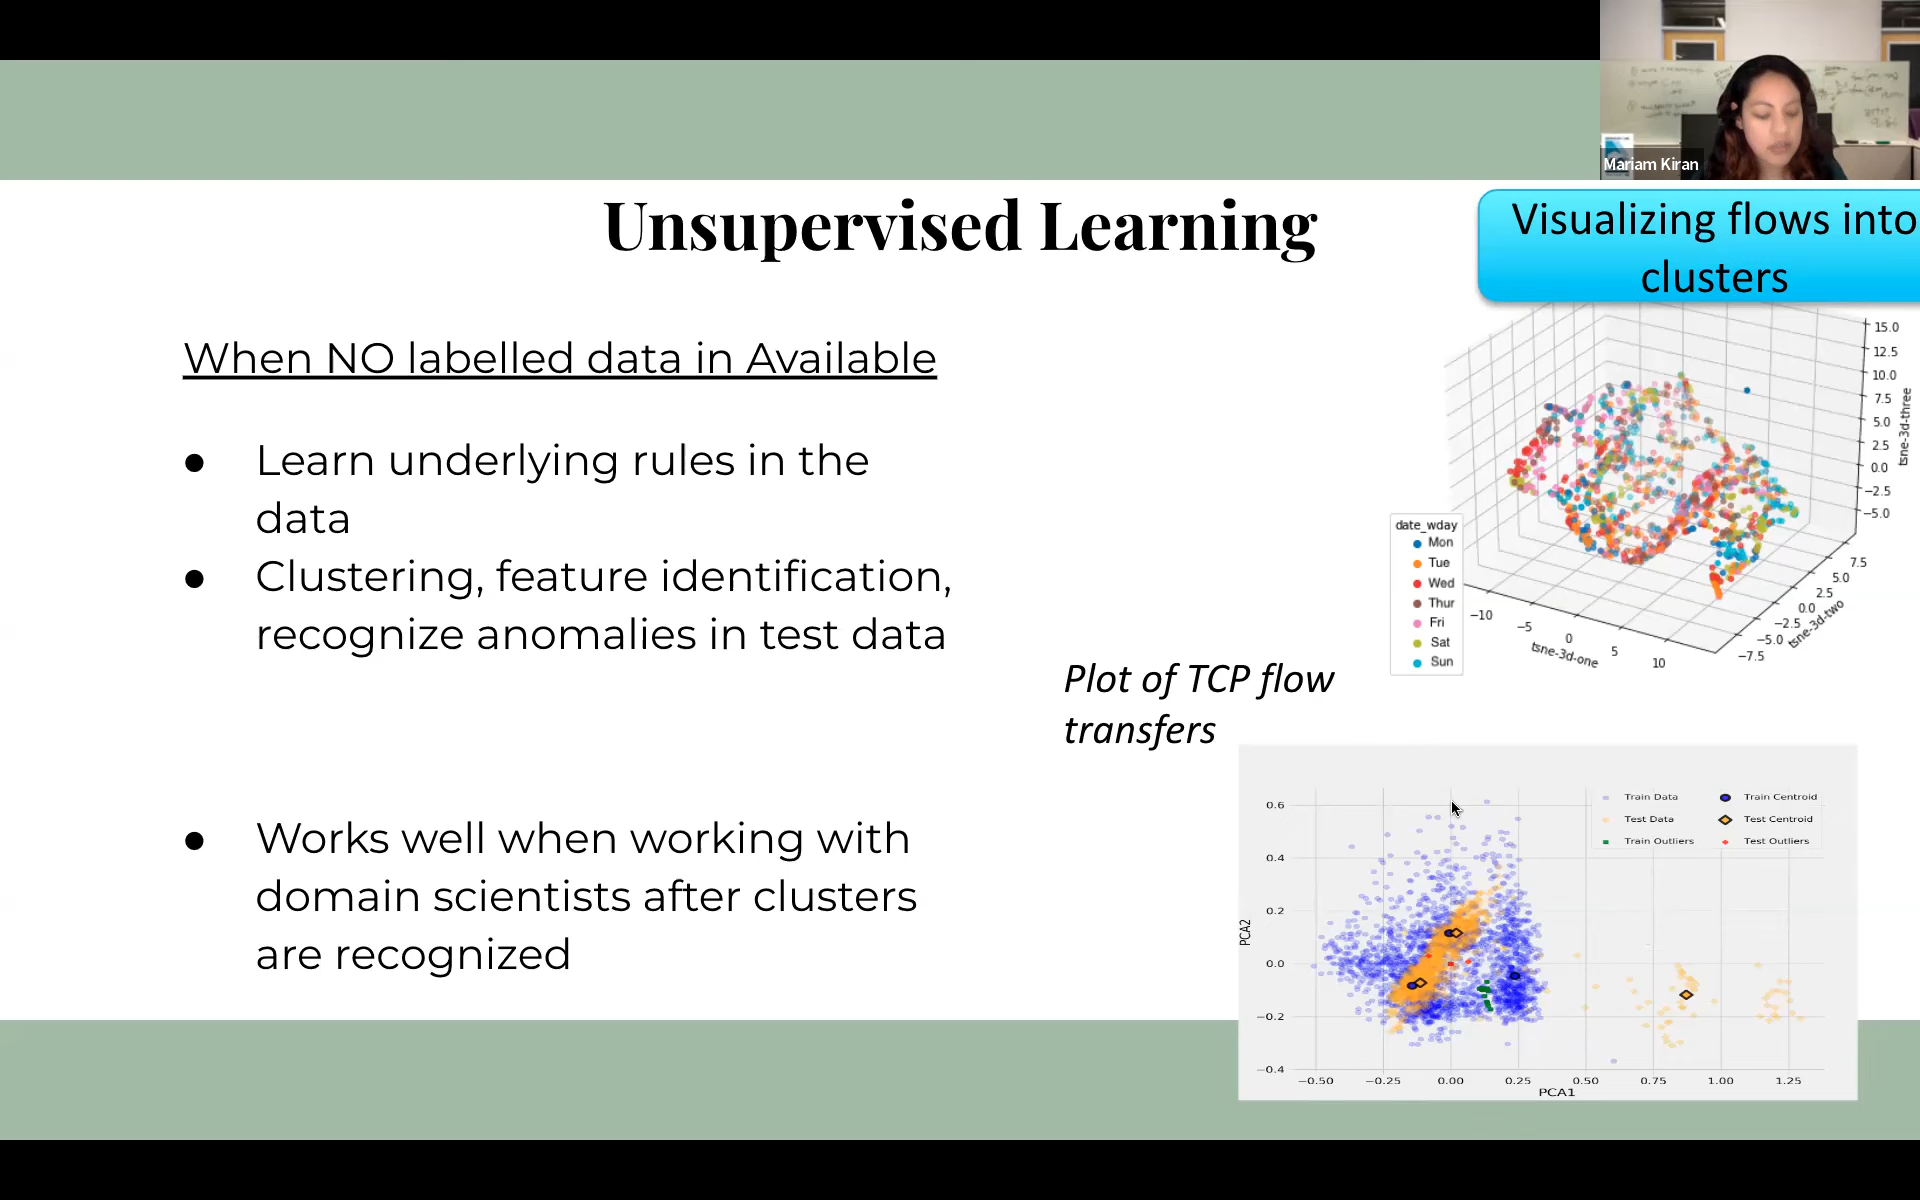 Mariam Kiran
Unsupervised Learning
Visualizing flows into
clusters
When NO labelled data in Available
● Learn underlying rules in the
data
● Clustering, feature identification,
recognize anomalies in test data
● Works well when working with
domain scientists after clusters
are recognized
15.0
12.5
10.0
7.5
5.0
2.5
0.0
−2.5
−5.0
tsne-3d-three
date_wday
Mon
Tue
Wed
Thur
Fri
Sat
Sun
−10
−5
0
5
10
tsne-3d-one
7.5
5.0
2.5
0.0
−2.5
−5.0
−7.5
tsne-3d-two
Plot of TCP flow
transfers
Train Data
Test Data
Train Outliers
Train Centroid
Test Centroid
Test Outliers
0.6
0.4
0.2
0.0
−0.2
−0.4
PCA2
−0.50 −0.25 0.00 0.25 0.50 0.75 1.00 1.25
PCA1